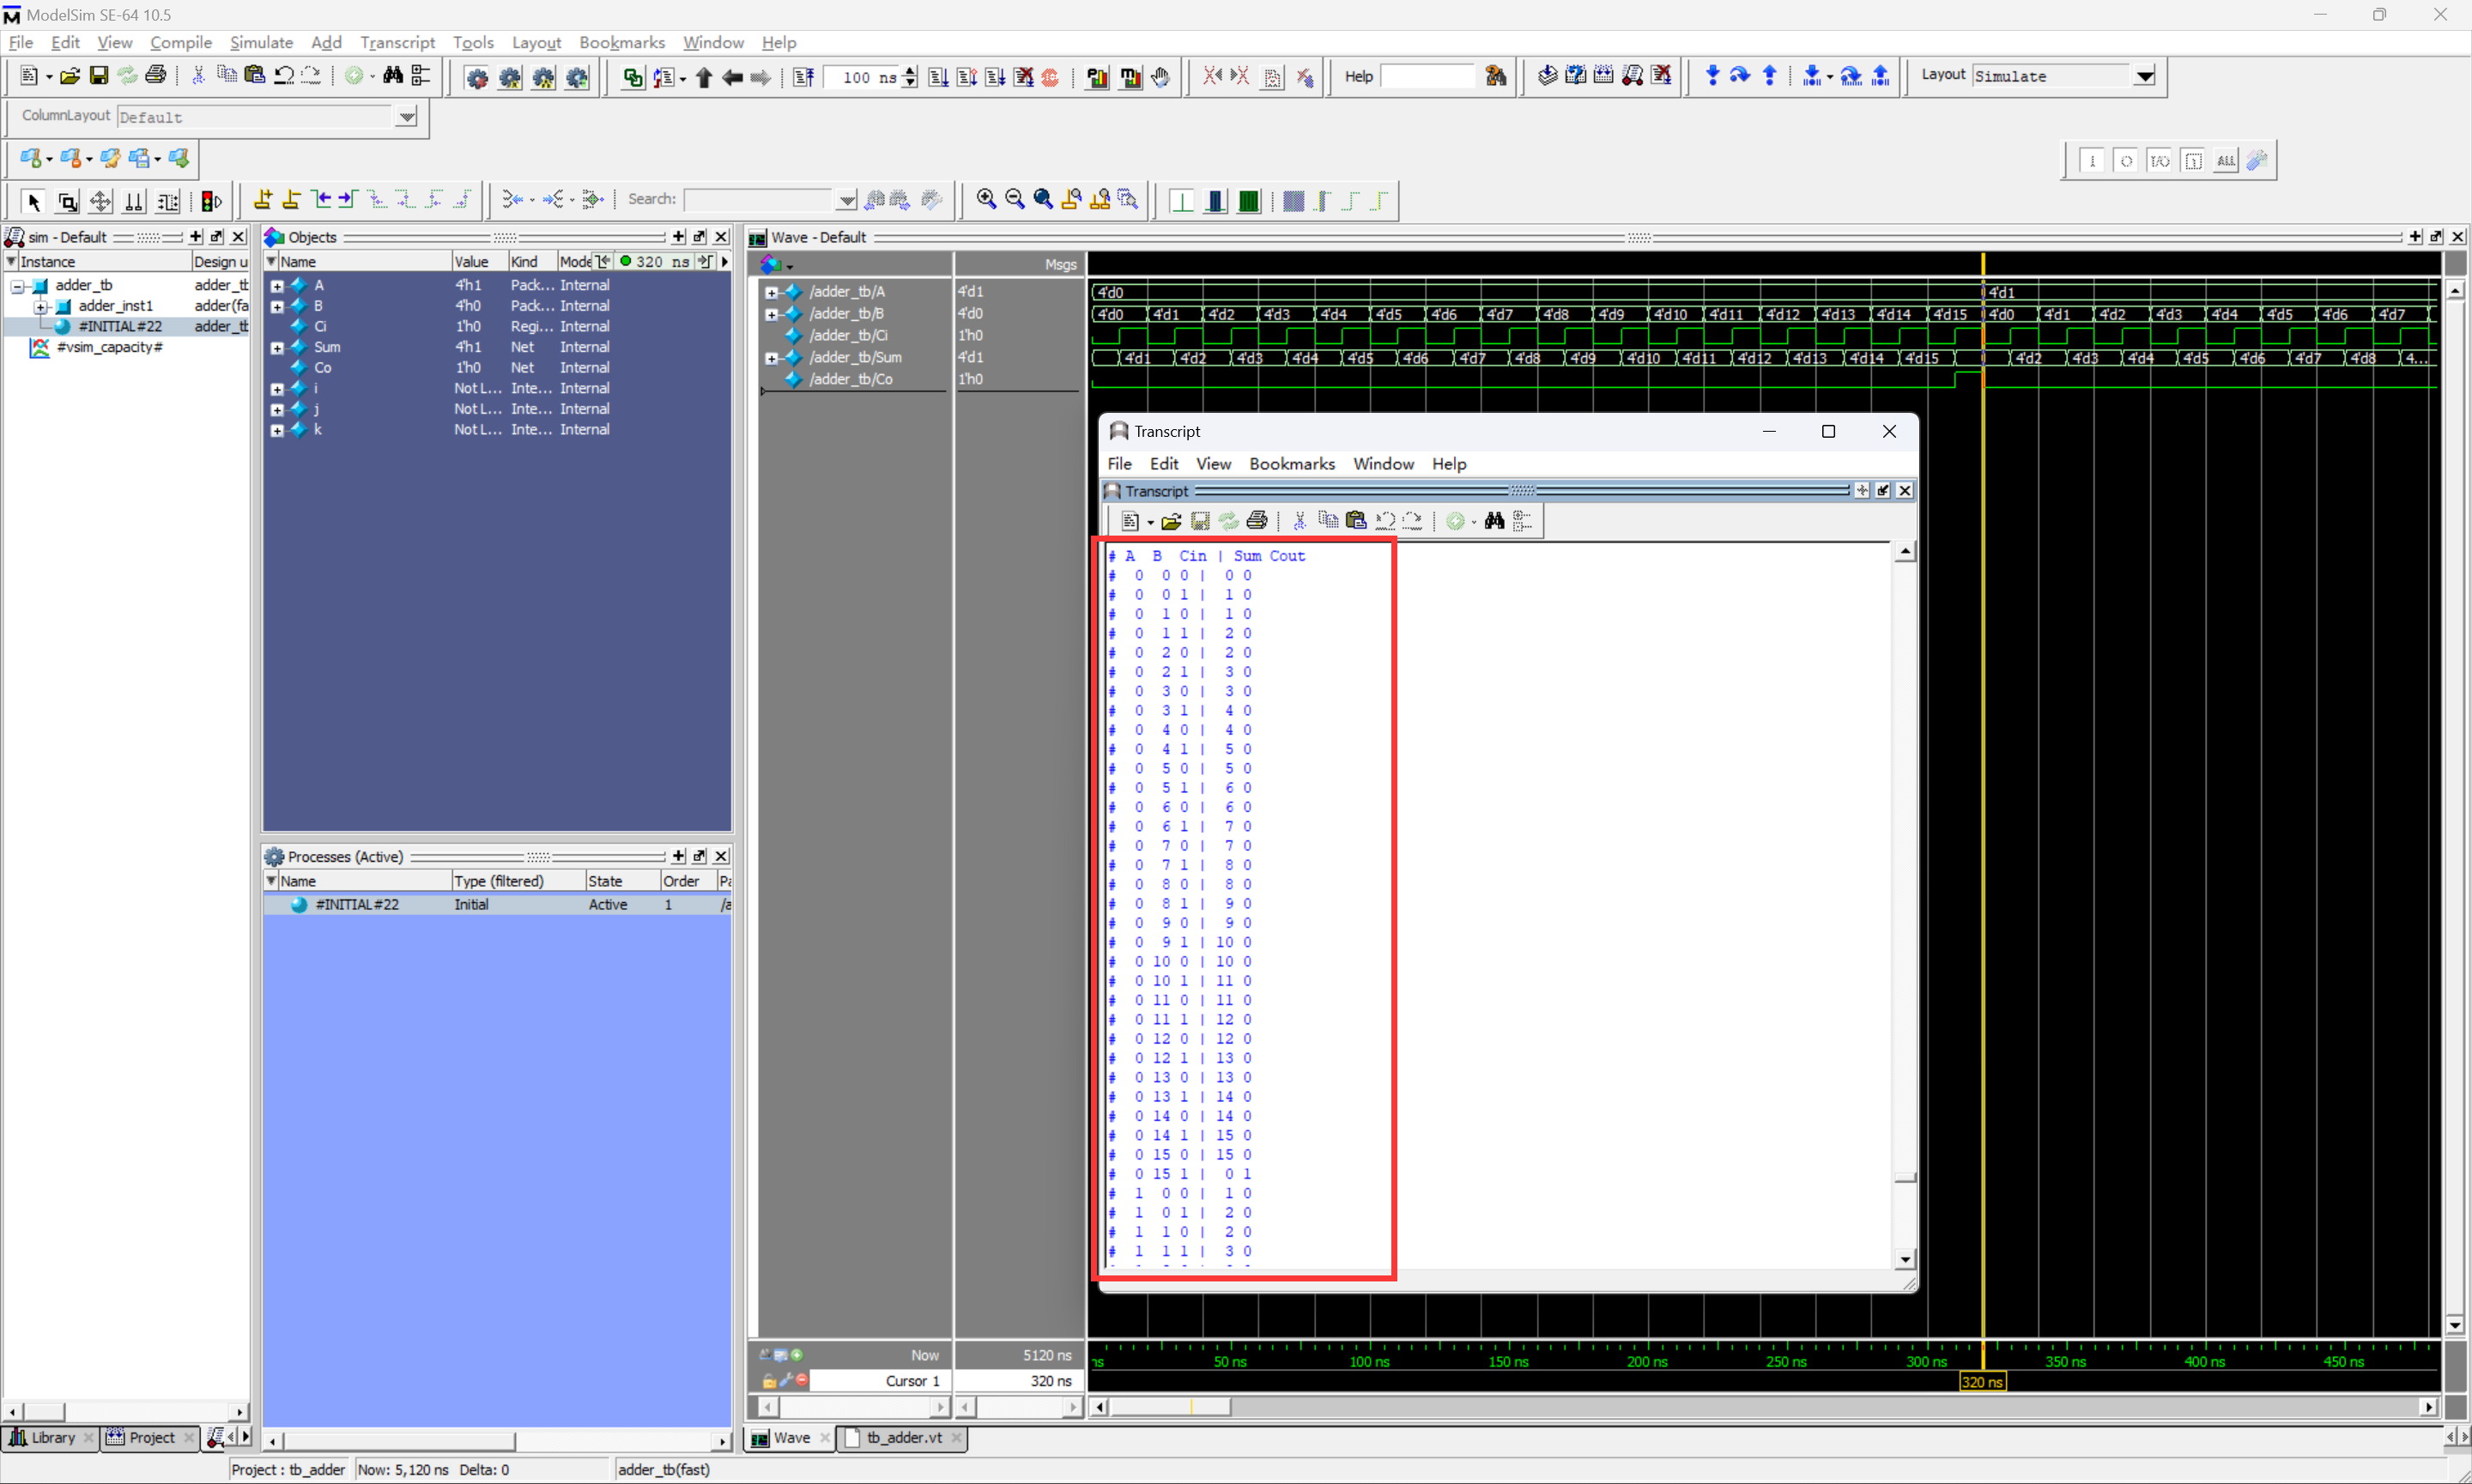 ModelSim SE-64 10.5
File Edit View Compile Simulate Add Transcript Tools Layout Bookmarks Window Help
100 ns Help Layout Simulate
ColumnLayout Default
I O I/O ALL
Search:
sim - Default
Instance Design u
adder_tb adder_tb
adder_inst1 adder(fa
#INITIAL#22 adder_tb
#vsim_capacity#
Objects
Name Value Kind Mode 320 ns
A 4'h1 Pack... Internal
B 4'h0 Pack... Internal
Ci 1'h0 Regi... Internal
Sum 4'h1 Net Internal
Co 1'h0 Net Internal
i Not L... Inte... Internal
j Not L... Inte... Internal
k Not L... Inte... Internal
Processes (Active)
Name Type (filtered) State Order Pa
#INITIAL#22 Initial Active 1 /a
Wave - Default
Msgs
/adder_tb/A 4'd1 4'd0 4'd1
/adder_tb/B 4'd0 4'd0 4'd1 4'd2 4'd3 4'd4 4'd5 4'd6 4'd7 4'd8 4'd9 4'd10 4'd11 4'd12 4'd13 4'd14 4'd15 4'd0 4'd1 4'd2 4'd3 4'd4 4'd5 4'd6 4'd7
/adder_tb/Ci 1'h0
/adder_tb/Sum 4'd1 4'd1 4'd2 4'd3 4'd4 4'd5 4'd6 4'd7 4'd8 4'd9 4'd10 4'd11 4'd12 4'd13 4'd14 4'd15 4'd2 4'd3 4'd4 4'd5 4'd6 4'd7 4'd8 4...
/adder_tb/Co 1'h0
Transcript
File Edit View Bookmarks Window Help
Transcript
# A B Cin | Sum Cout
# 0 0 0 | 0 0
# 0 0 1 | 1 0
# 0 1 0 | 1 0
# 0 1 1 | 2 0
# 0 2 0 | 2 0
# 0 2 1 | 3 0
# 0 3 0 | 3 0
# 0 3 1 | 4 0
# 0 4 0 | 4 0
# 0 4 1 | 5 0
# 0 5 0 | 5 0
# 0 5 1 | 6 0
# 0 6 0 | 6 0
# 0 6 1 | 7 0
# 0 7 0 | 7 0
# 0 7 1 | 8 0
# 0 8 0 | 8 0
# 0 8 1 | 9 0
# 0 9 0 | 9 0
# 0 9 1 | 10 0
# 0 10 0 | 10 0
# 0 10 1 | 11 0
# 0 11 0 | 11 0
# 0 11 1 | 12 0
# 0 12 0 | 12 0
# 0 12 1 | 13 0
# 0 13 0 | 13 0
# 0 13 1 | 14 0
# 0 14 0 | 14 0
# 0 14 1 | 15 0
# 0 15 0 | 15 0
# 0 15 1 | 0 1
# 1 0 0 | 1 0
# 1 0 1 | 2 0
# 1 1 0 | 2 0
# 1 1 1 | 3 0
Now 5120 ns
ns 50 ns 100 ns 150 ns 200 ns 250 ns 300 ns 350 ns 400 ns 450 ns
Cursor 1 320 ns 320 ns
Library Project
Wave tb_adder.vt
Project : tb_adder Now: 5,120 ns Delta: 0 adder_tb(fast)